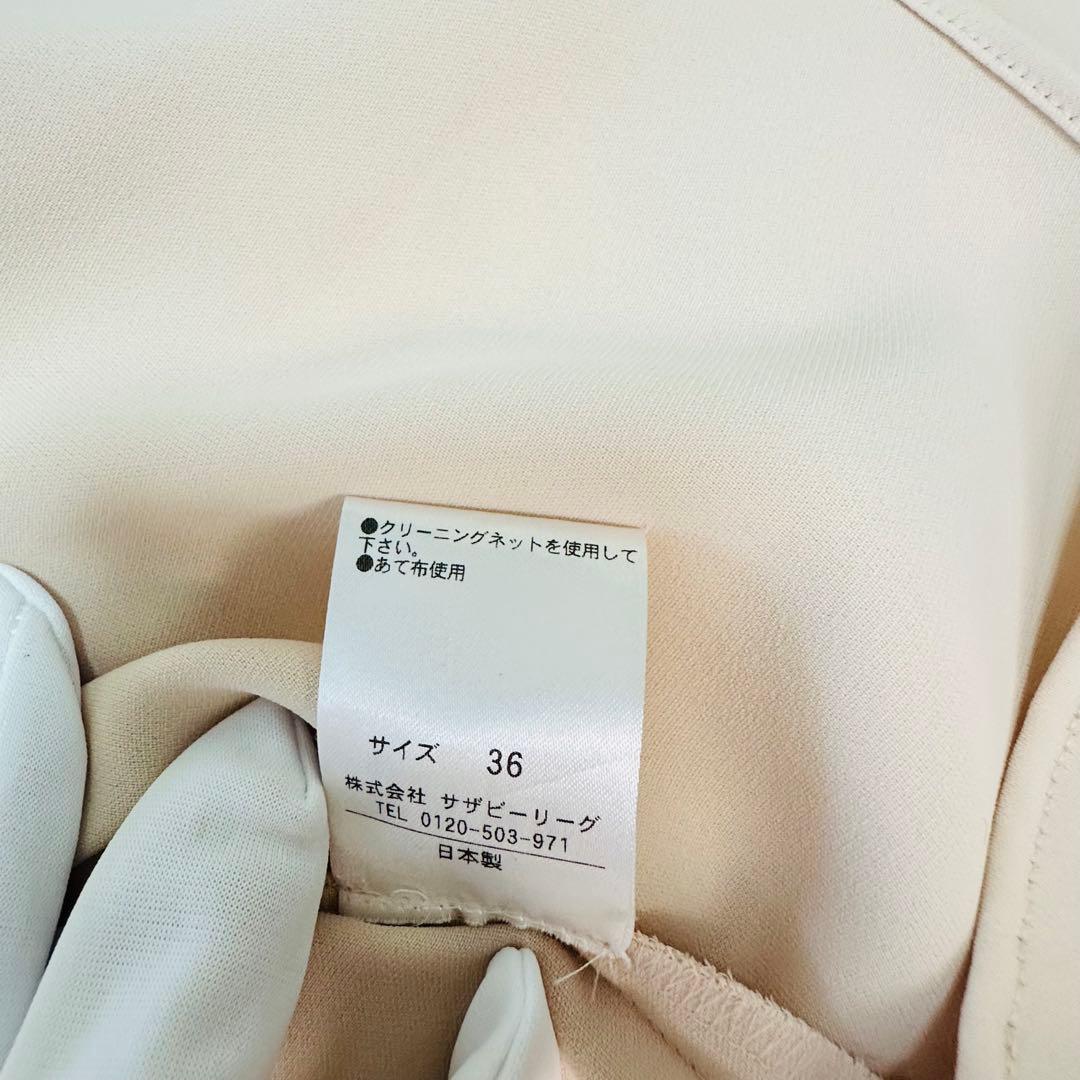 ●クリーニングネットを使用して
下さい。
●あて布使用
サイズ 36
株式会社 サザビーリーグ
TEL 0120-503-971
日本製